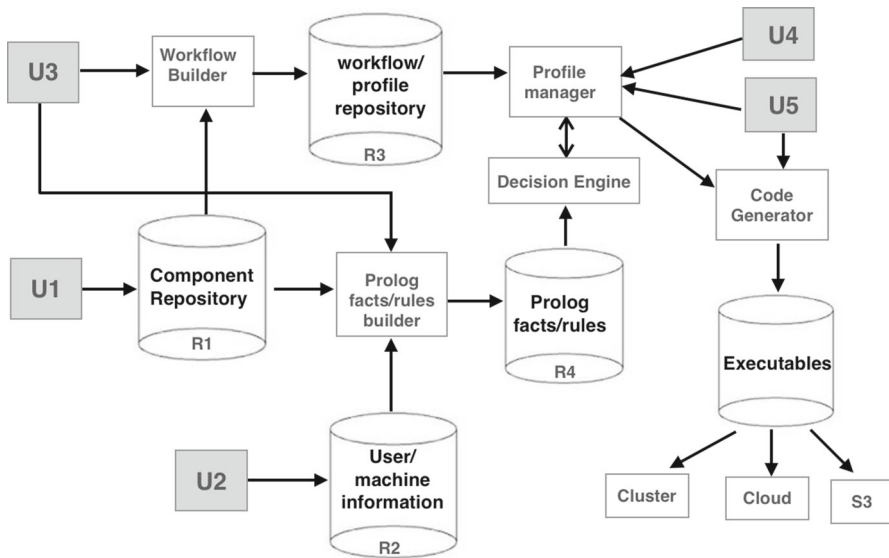 U3
Workflow
Builder
workflow/
profile
repository
R3
Profile
manager
U4
U5
Decision Engine
Code
Generator
U1
Component
Repository
R1
Prolog
facts/rules
builder
Prolog
facts/rules
R4
Executables
U2
User/
machine
information
R2
Cluster
Cloud
S3